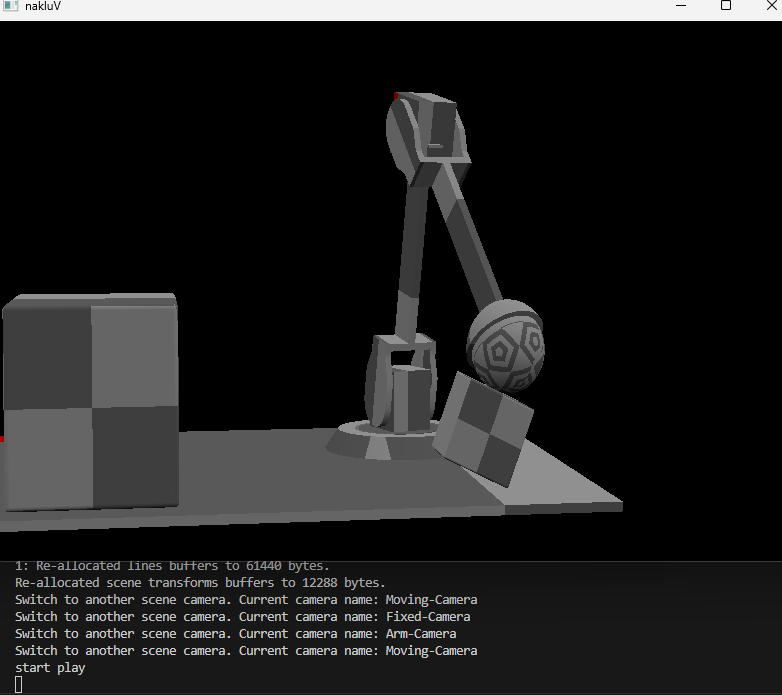 nakluV
1: Re-allocated lines buffers to 61440 bytes.
Re-allocated scene transforms buffers to 12288 bytes.
Switch to another scene camera. Current camera name: Moving-Camera
Switch to another scene camera. Current camera name: Fixed-Camera
Switch to another scene camera. Current camera name: Arm-Camera
Switch to another scene camera. Current camera name: Moving-Camera
start play